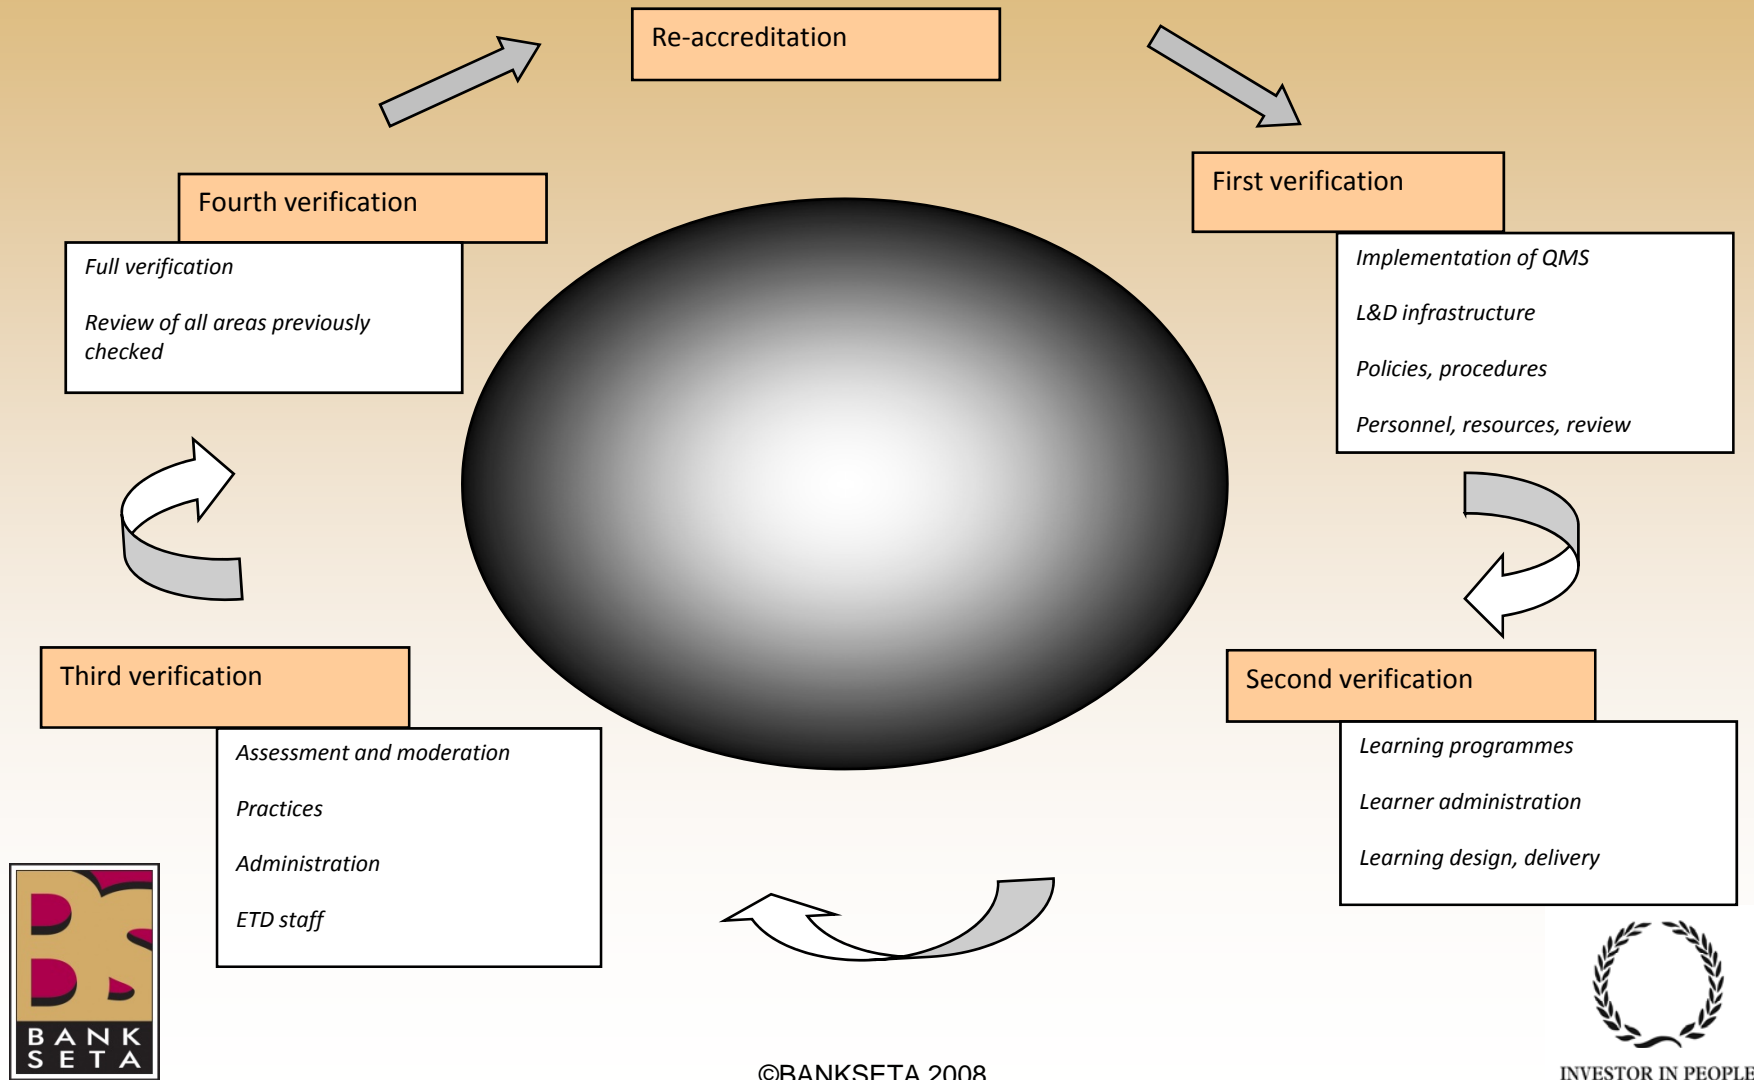 Re-accreditation
First verification
Implementation of QMS
L&D infrastructure
Policies, procedures
Personnel, resources, review
Second verification
Learning programmes
Learner administration
Learning design, delivery
Third verification
Assessment and moderation
Practices
Administration
ETD staff
Fourth verification
Full verification
Review of all areas previously
checked
BANK
SETA
©BANKSETA 2008
INVESTOR IN PEOPLE